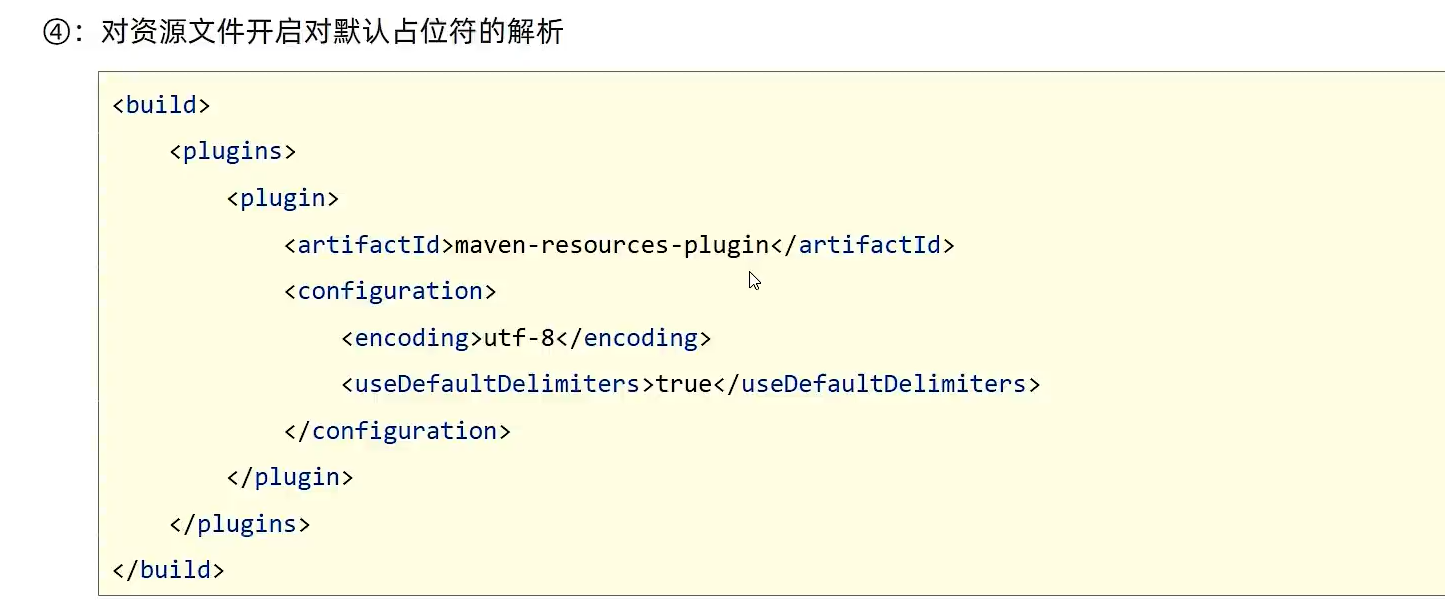 ④：对资源文件开启对默认占位符的解析
<build>
    <plugins>
        <plugin>
            <artifactId>maven-resources-plugin</artifactId>
            <configuration>
                <encoding>utf-8</encoding>
                <useDefaultDelimiters>true</useDefaultDelimiters>
            </configuration>
        </plugin>
    </plugins>
</build>